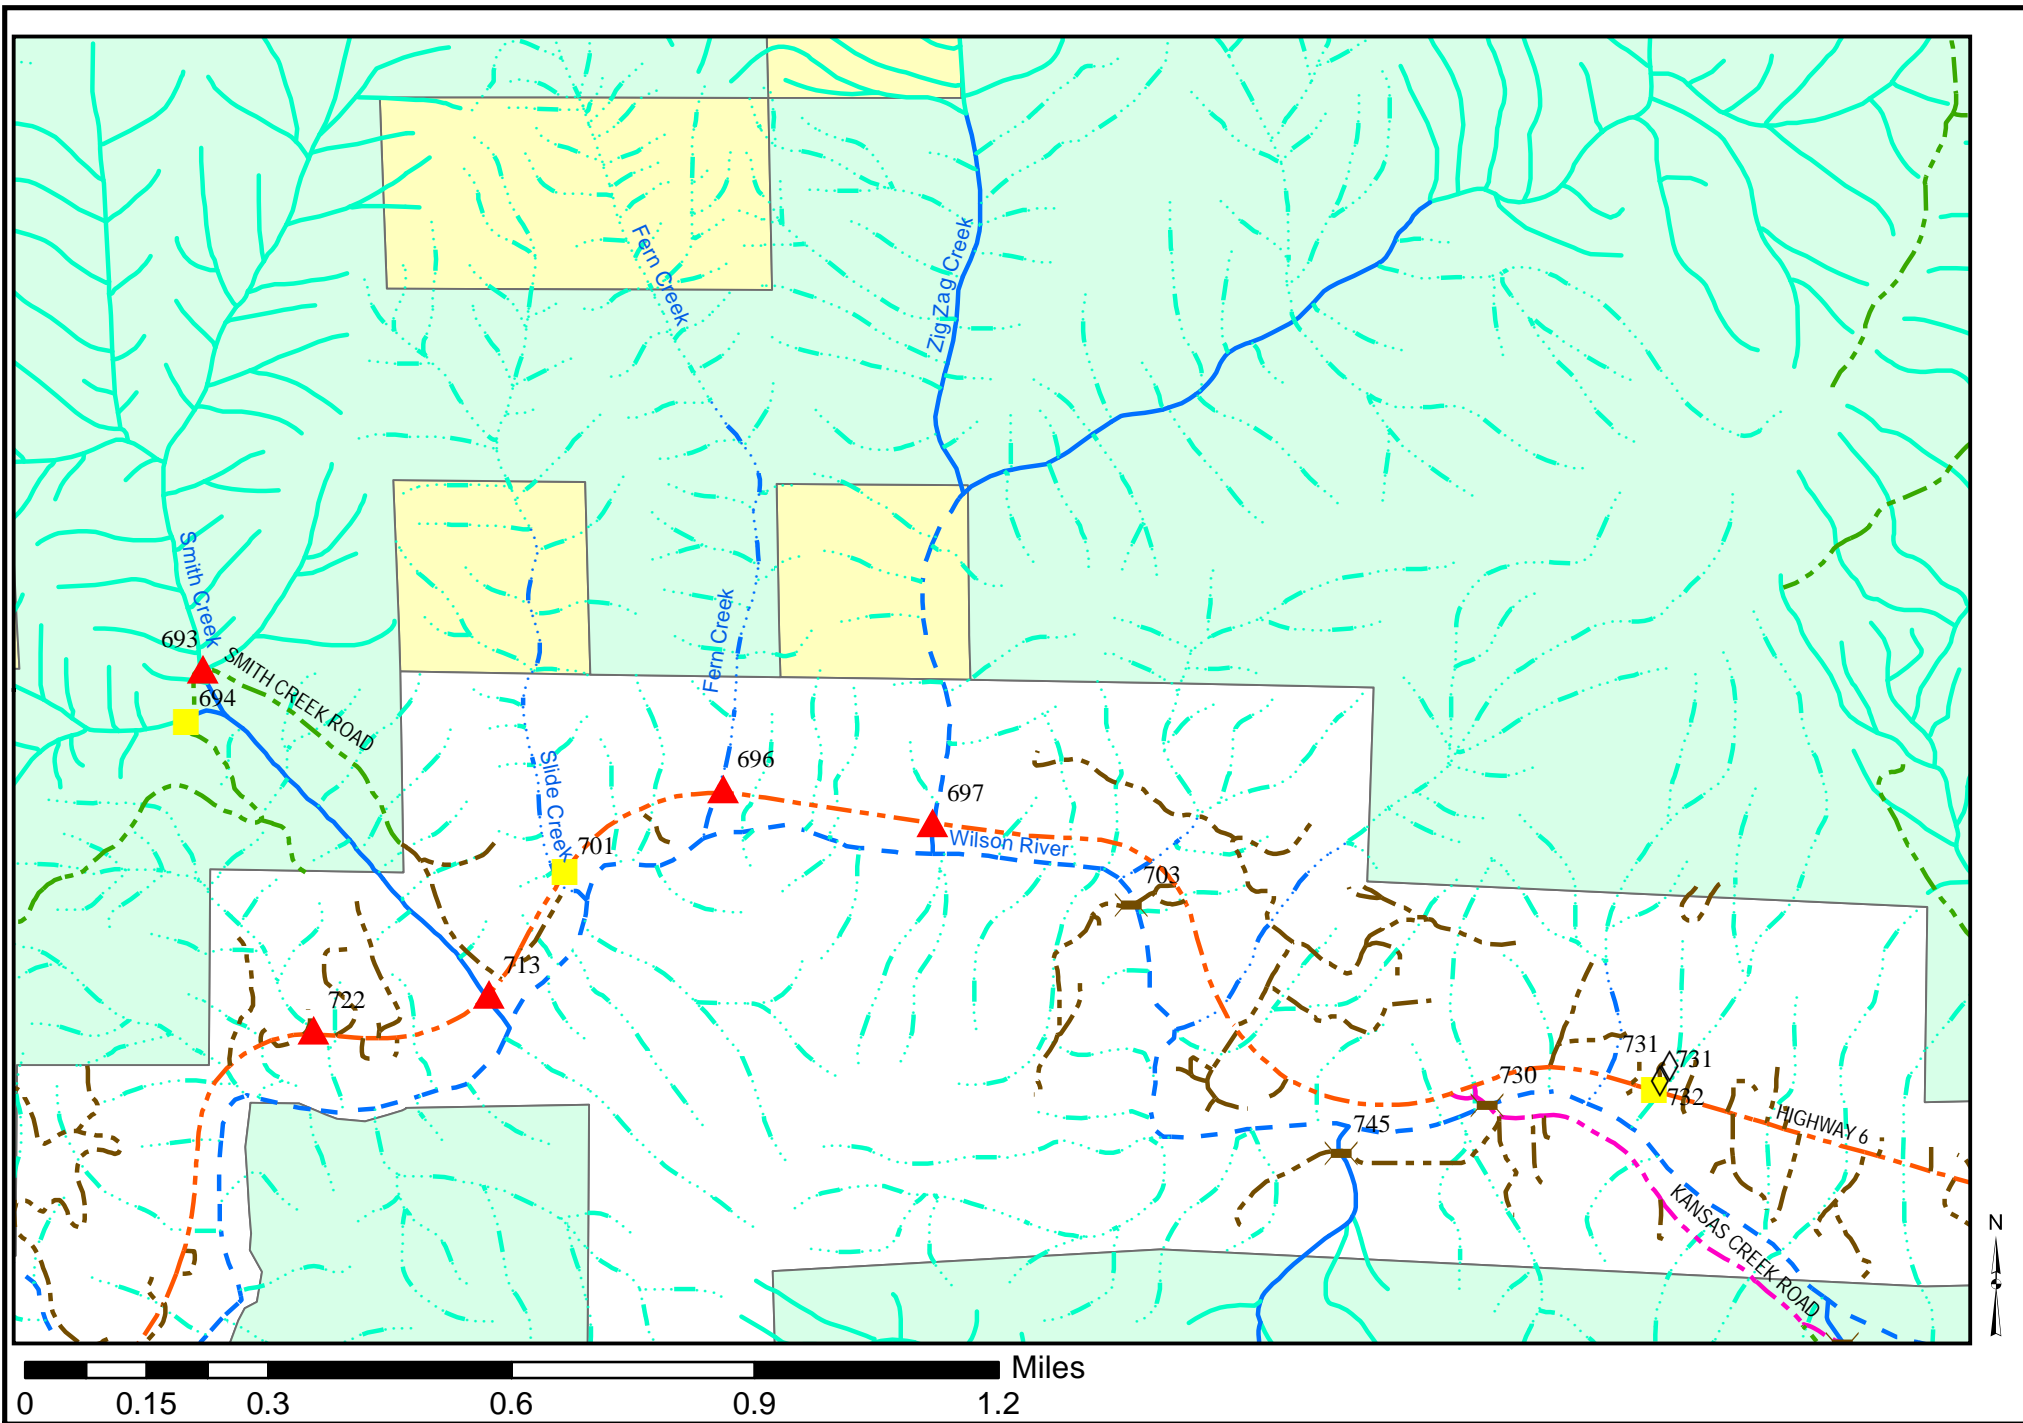 Fern Creek
Zig Zag Creek
Smith Creek
693
SMITH CREEK ROAD
694
Fern Creek
Slide Creek
696
697
Wilson River
701
703
713
722
731
731
730
732
745
HIGHWAY 6
KANSAS CREEK ROAD
N
Miles
0 0.15 0.3 0.6 0.9 1.2